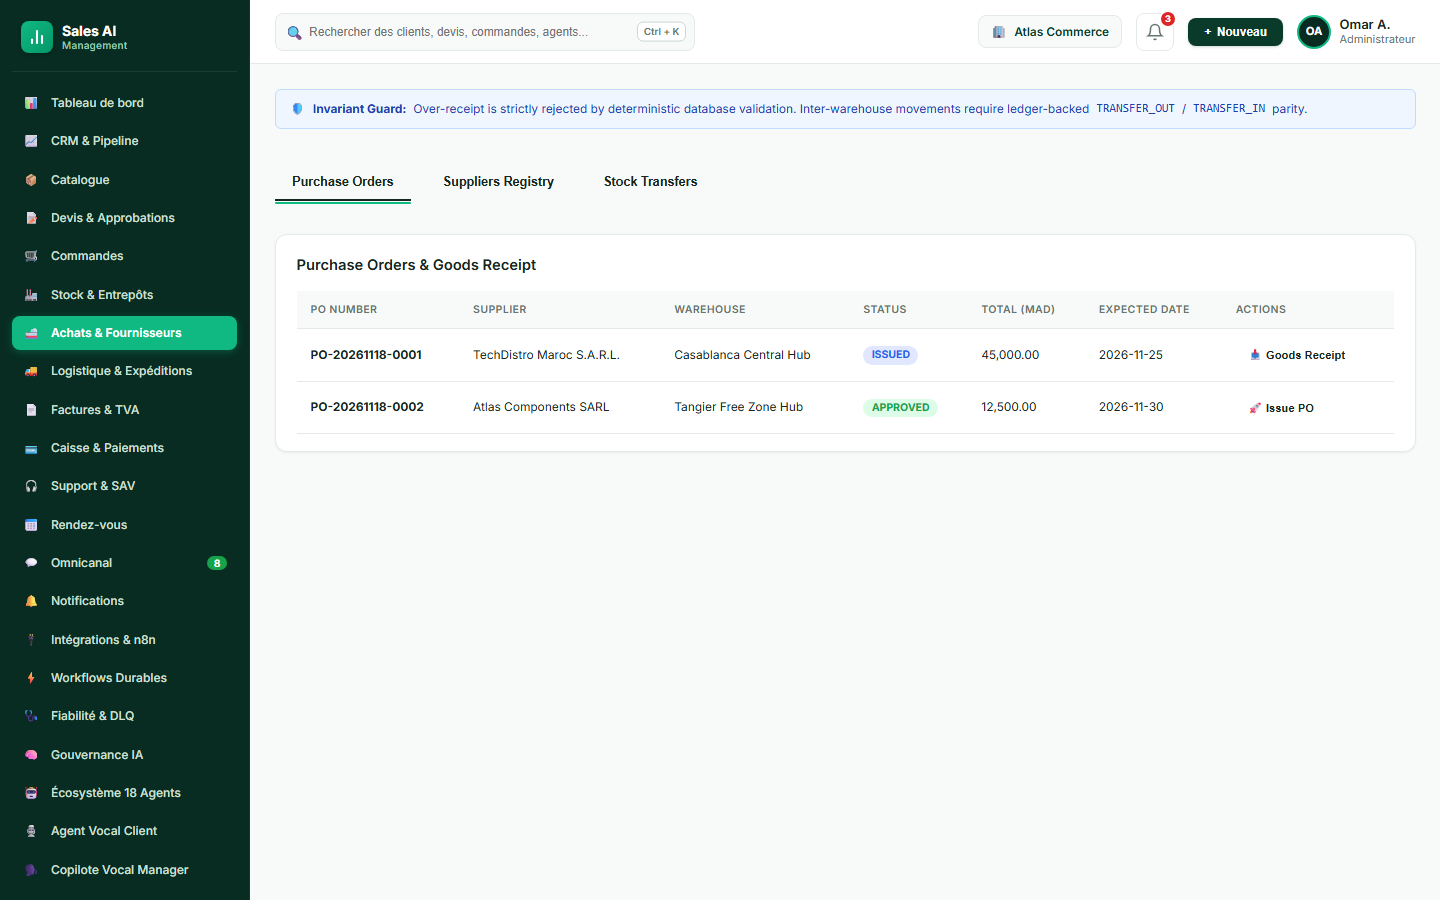 Sales AI
Management
Tableau de bord
CRM & Pipeline
Catalogue
Devis & Approbations
Commandes
Stock & Entrepôts
Achats & Fournisseurs
Logistique & Expéditions
Factures & TVA
Caisse & Paiements
Support & SAV
Rendez-vous
Omnicanal 8
Notifications
Intégrations & n8n
Workflows Durables
Fiabilité & DLQ
Gouvernance IA
Écosystème 18 Agents
Agent Vocal Client
Copilote Vocal Manager
Rechercher des clients, devis, commandes, agents... Ctrl + K
Atlas Commerce
3
+ Nouveau
OA
Omar A.
Administrateur
Invariant Guard: Over-receipt is strictly rejected by deterministic database validation. Inter-warehouse movements require ledger-backed TRANSFER_OUT / TRANSFER_IN parity.
Purchase Orders Suppliers Registry Stock Transfers
Purchase Orders & Goods Receipt
PO NUMBER SUPPLIER WAREHOUSE STATUS TOTAL (MAD) EXPECTED DATE ACTIONS
PO-20261118-0001 TechDistro Maroc S.A.R.L. Casablanca Central Hub ISSUED 45,000.00 2026-11-25 Goods Receipt
PO-20261118-0002 Atlas Components SARL Tangier Free Zone Hub APPROVED 12,500.00 2026-11-30 Issue PO